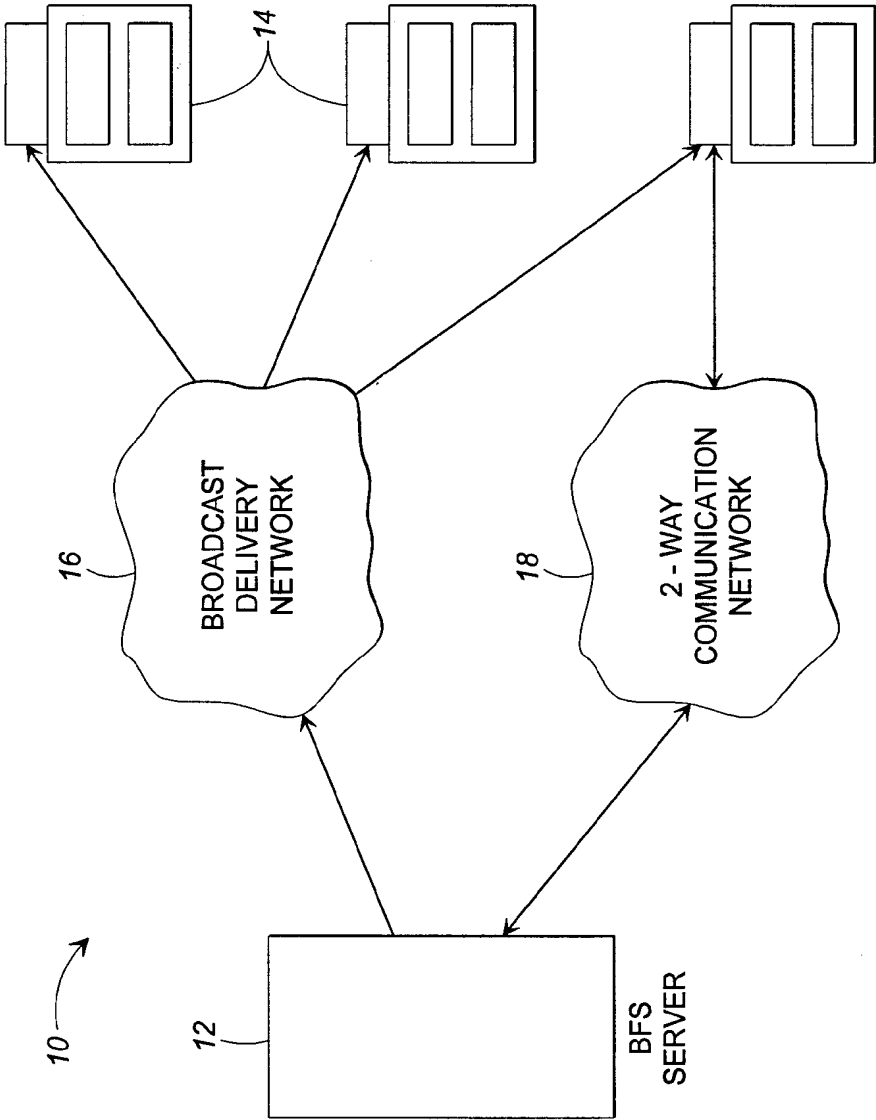 10
12
BFS
SERVER
16
BROADCAST
DELIVERY
NETWORK
18
2 - WAY
COMMUNICATION
NETWORK
14